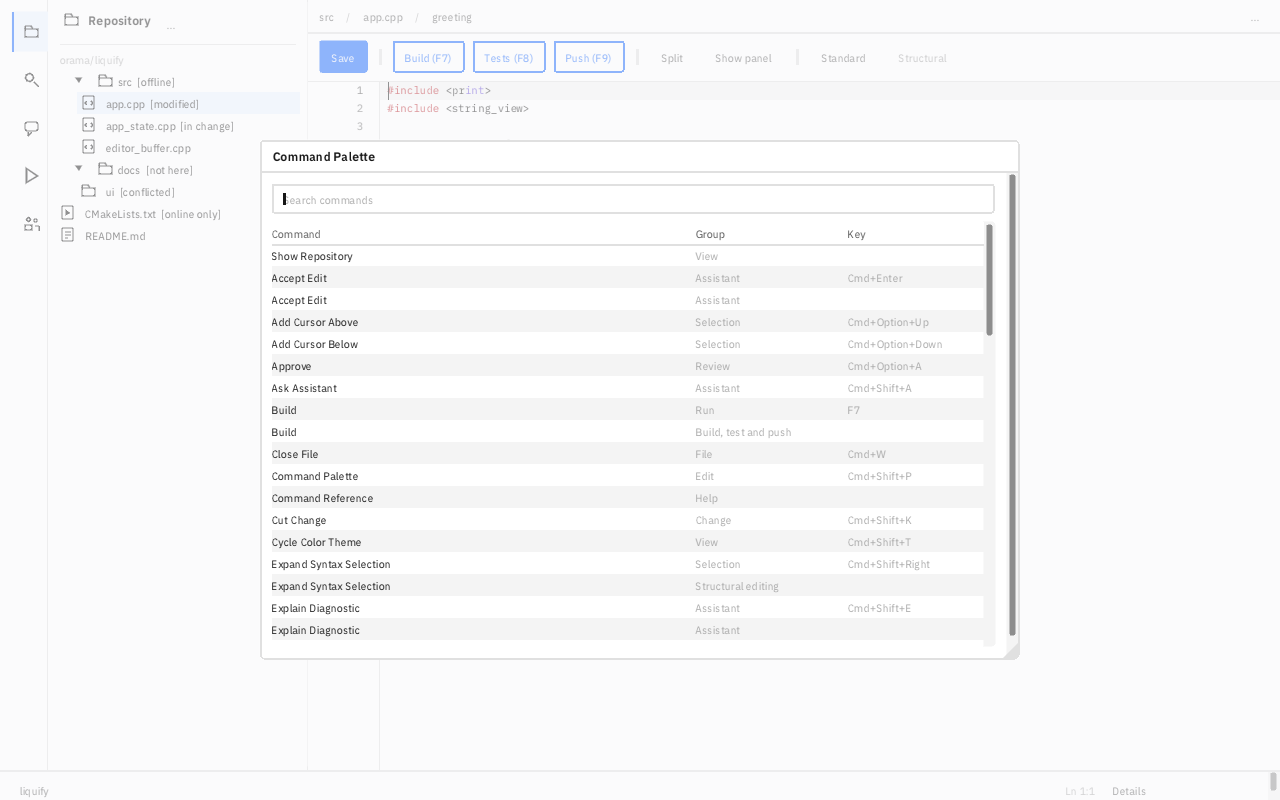 Repository
...
src / app.cpp / greeting
...
Save
Build (F7)
Tests (F8)
Push (F9)
Split
Show panel
Standard
Structural
orama/liquify
src [offline]
app.cpp [modified]
app_state.cpp [in change]
editor_buffer.cpp
docs [not here]
ui [conflicted]
CMakeLists.txt [online only]
README.md
1 #include <print>
2 #include <string_view>
3
Command Palette
Search commands
Command Group Key
Show Repository View
Accept Edit Assistant Cmd+Enter
Accept Edit Assistant
Add Cursor Above Selection Cmd+Option+Up
Add Cursor Below Selection Cmd+Option+Down
Approve Review Cmd+Option+A
Ask Assistant Assistant Cmd+Shift+A
Build Run F7
Build Build, test and push
Close File File Cmd+W
Command Palette Edit Cmd+Shift+P
Command Reference Help
Cut Change Change Cmd+Shift+K
Cycle Color Theme View Cmd+Shift+T
Expand Syntax Selection Selection Cmd+Shift+Right
Expand Syntax Selection Structural editing
Explain Diagnostic Assistant Cmd+Shift+E
Explain Diagnostic Assistant
liquify
Ln 1:1 Details